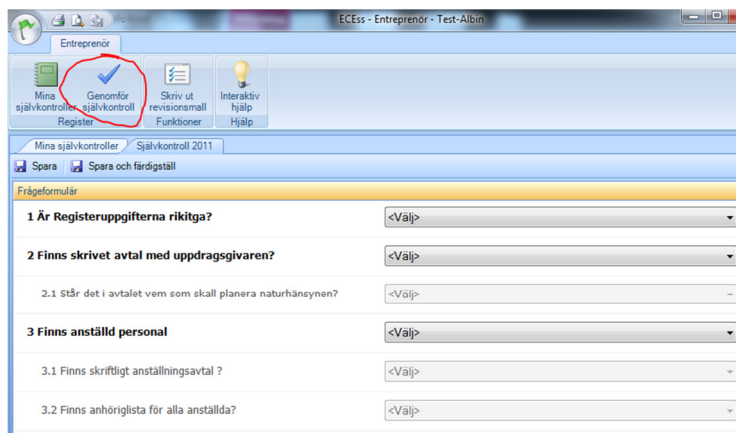 ECEss - Entreprenör - Test-Albin
Entreprenör
Mina självkontroller
Genomför självkontroll
Skriv ut revisionsmall
Interaktiv hjälp
Register
Funktioner
Hjälp
Mina självkontroller
Självkontroll 2011
Spara
Spara och färdigställ
Frågeformulär
1 Är Registeruppgifterna rikitga? <Välj>
2 Finns skrivet avtal med uppdragsgivaren? <Välj>
2.1 Står det i avtalet vem som skall planera naturhänsynen? <Välj>
3 Finns anställd personal <Välj>
3.1 Finns skriftligt anställningsavtal ? <Välj>
3.2 Finns anhöriglista för alla anställda? <Välj>